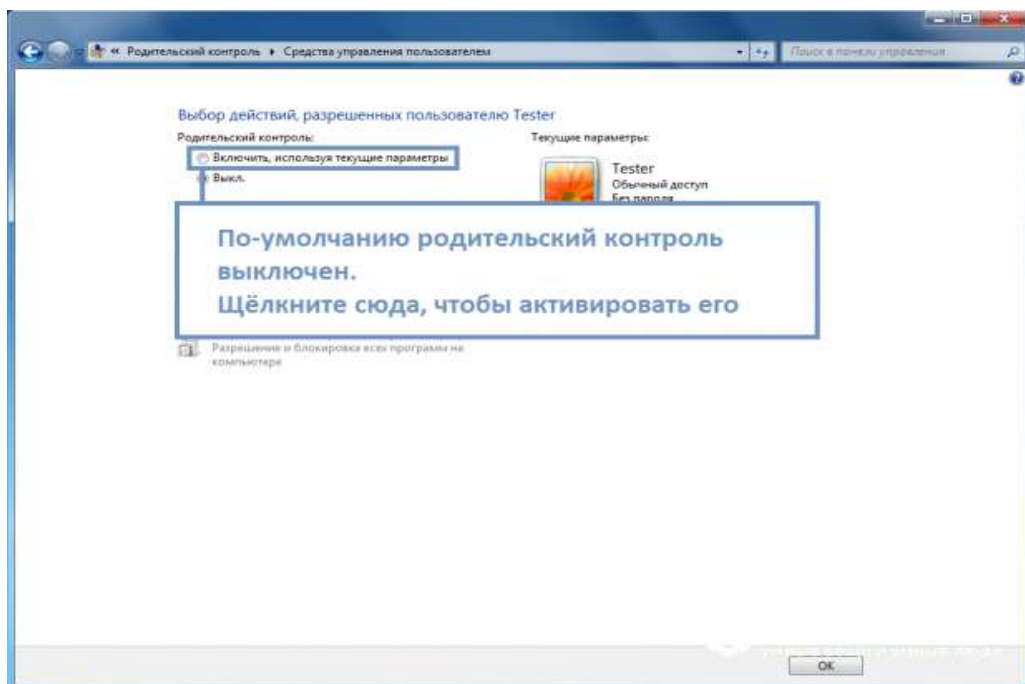 « Родительский контроль ▸ Средства управления пользователем
Поиск в панели управления
Выбор действий, разрешенных пользователю Tester
Родительский контроль:
Текущие параметры:
Включить, используя текущие параметры
Выкл.
Tester
Обычный доступ
Без пароля
По-умолчанию родительский контроль
выключен.
Щёлкните сюда, чтобы активировать его
Разрешение и блокировка всех программ на
компьютере
OK